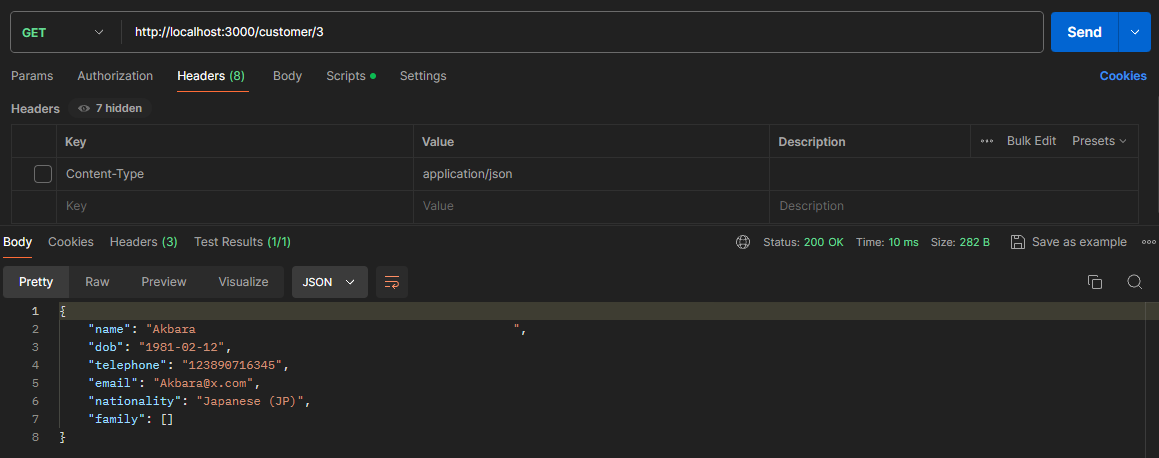 GET http://localhost:3000/customer/3 Send
Params Authorization Headers (8) Body Scripts Settings Cookies
Headers 7 hidden
Key Value Description ••• Bulk Edit Presets
Content-Type application/json
Key Value Description
Body Cookies Headers (3) Test Results (1/1) Status: 200 OK Time: 10 ms Size: 282 B Save as example
Pretty Raw Preview Visualize JSON
1 {
2     "name": "Akbara                                            ",
3     "dob": "1981-02-12",
4     "telephone": "123890716345",
5     "email": "Akbara@x.com",
6     "nationality": "Japanese (JP)",
7     "family": []
8 }